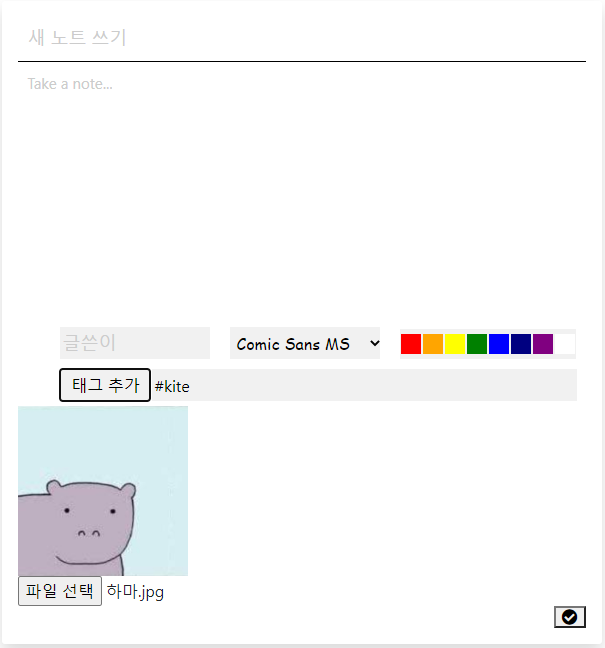 새 노트 쓰기
Take a note...
글쓴이 Comic Sans MS
태그 추가 #kite
파일 선택 하마.jpg